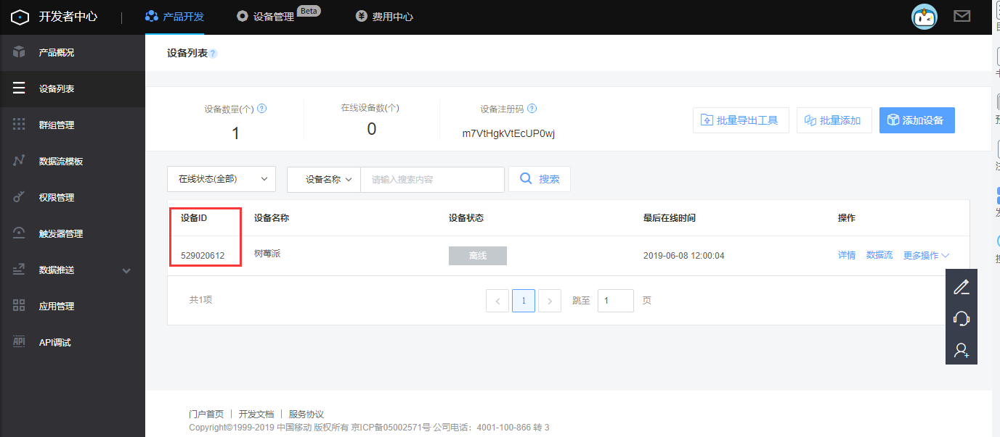 开发者中心
产品开发
设备管理 Beta
费用中心
产品概况
设备列表
群组管理
数据流模板
权限管理
触发器管理
数据推送
应用管理
API API调试
设备列表 ?
设备数量(个) ?
1
在线设备数(个)
0
设备注册码 ?
m7VtHgkVtEcUP0wj
批量导出工具
批量添加
添加设备
在线状态(全部)
设备名称
请输入搜索内容
搜索
设备ID 设备名称 设备状态 最后在线时间 操作
529020612 树莓派 离线 2019-06-08 12:00:04 详情 数据流 更多操作
共1项 < 1 > 跳至 1 页
门户首页 | 开发文档 | 服务协议
Copyright©1999-2019 中国移动 版权所有 京ICP备05002571号 公司电话：4001-100-866 转 3